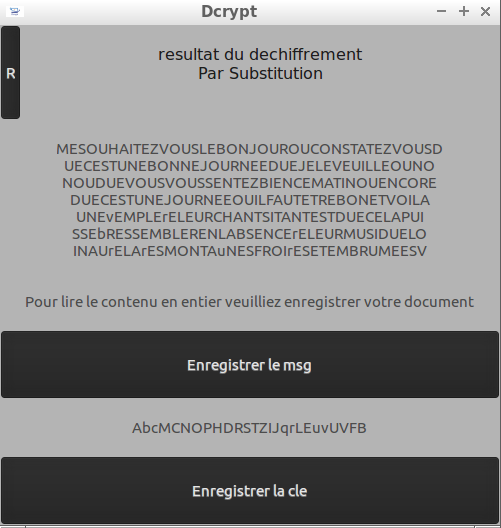 Dcrypt
R
resultat du dechiffrement
Par Substitution
MESOUHAITEZVOUSLEBONJOUROUCONSTATEZVOUSD
UECESTUNEBONNEJOURNEEDUEJELEVEUILLEOUNO
NOUDUEVOUSVOUSSENTEZBIENCEMATINOUENCORE
DUECESTUNEJOURNEEOUILFAUTETREBONETVOILA
UNEvEMPLErELEURCHANTSITANTESTDUECELAPUI
SSEbRESSEMBLERENLABSENCErELEURMUSIDUELO
INAUrELArESMONTAuNESFROIrESETEMBRUMEESV
Pour lire le contenu en entier veuilliez enregistrer votre document
Enregistrer le msg
AbcMCNOPHDRSTZIJqrLEuvUVFB
Enregistrer la cle